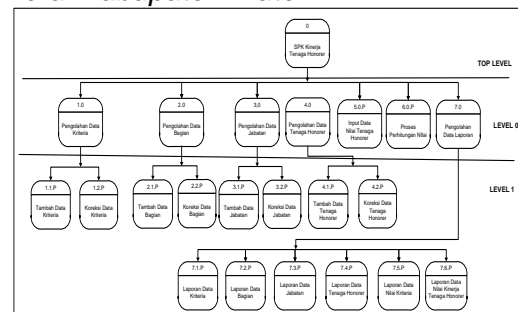 0
SPK Kinerja
Tenaga Honorer
TOP LEVEL
1.0
Pengolahan Data
Kriteria
2.0
Pengolahan Data
Bagian
3.0
Pengolahan Data
Jabatan
4.0
Pengolahan Data
Tenaga Honorer
5.0.P
Input Data
Nilai Tenaga
Honorer
6.0.P
Proses
Perhitungan Nilai
7.0
Pengolahan
Data Laporan
LEVEL 0
1.1.P
Tambah Data
Kriteria
1.2.P
Koreksi Data
Kriteria
2.1.P
Tambah Data
Bagian
2.2.P
Koreksi Data
Bagian
3.1.P
Tambah Data
Jabatan
3.2.P
Koreksi Data
Jabatan
4.1.P
Tambah Data
Tenaga
Honorer
4.2.P
Koreksi Data
Tenaga
Honorer
LEVEL 1
7.1.P
Laporan Data
Kriteria
7.2.P
Laporan Data
Bagian
7.3.P
Laporan Data
Jabatan
7.4.P
Laporan Data
Tenaga Honorer
7.5.P
Laporan Data
Nilai Kriteria
7.6.P
Laporan Data
Nilai Kinerja
Tenaga Honorer